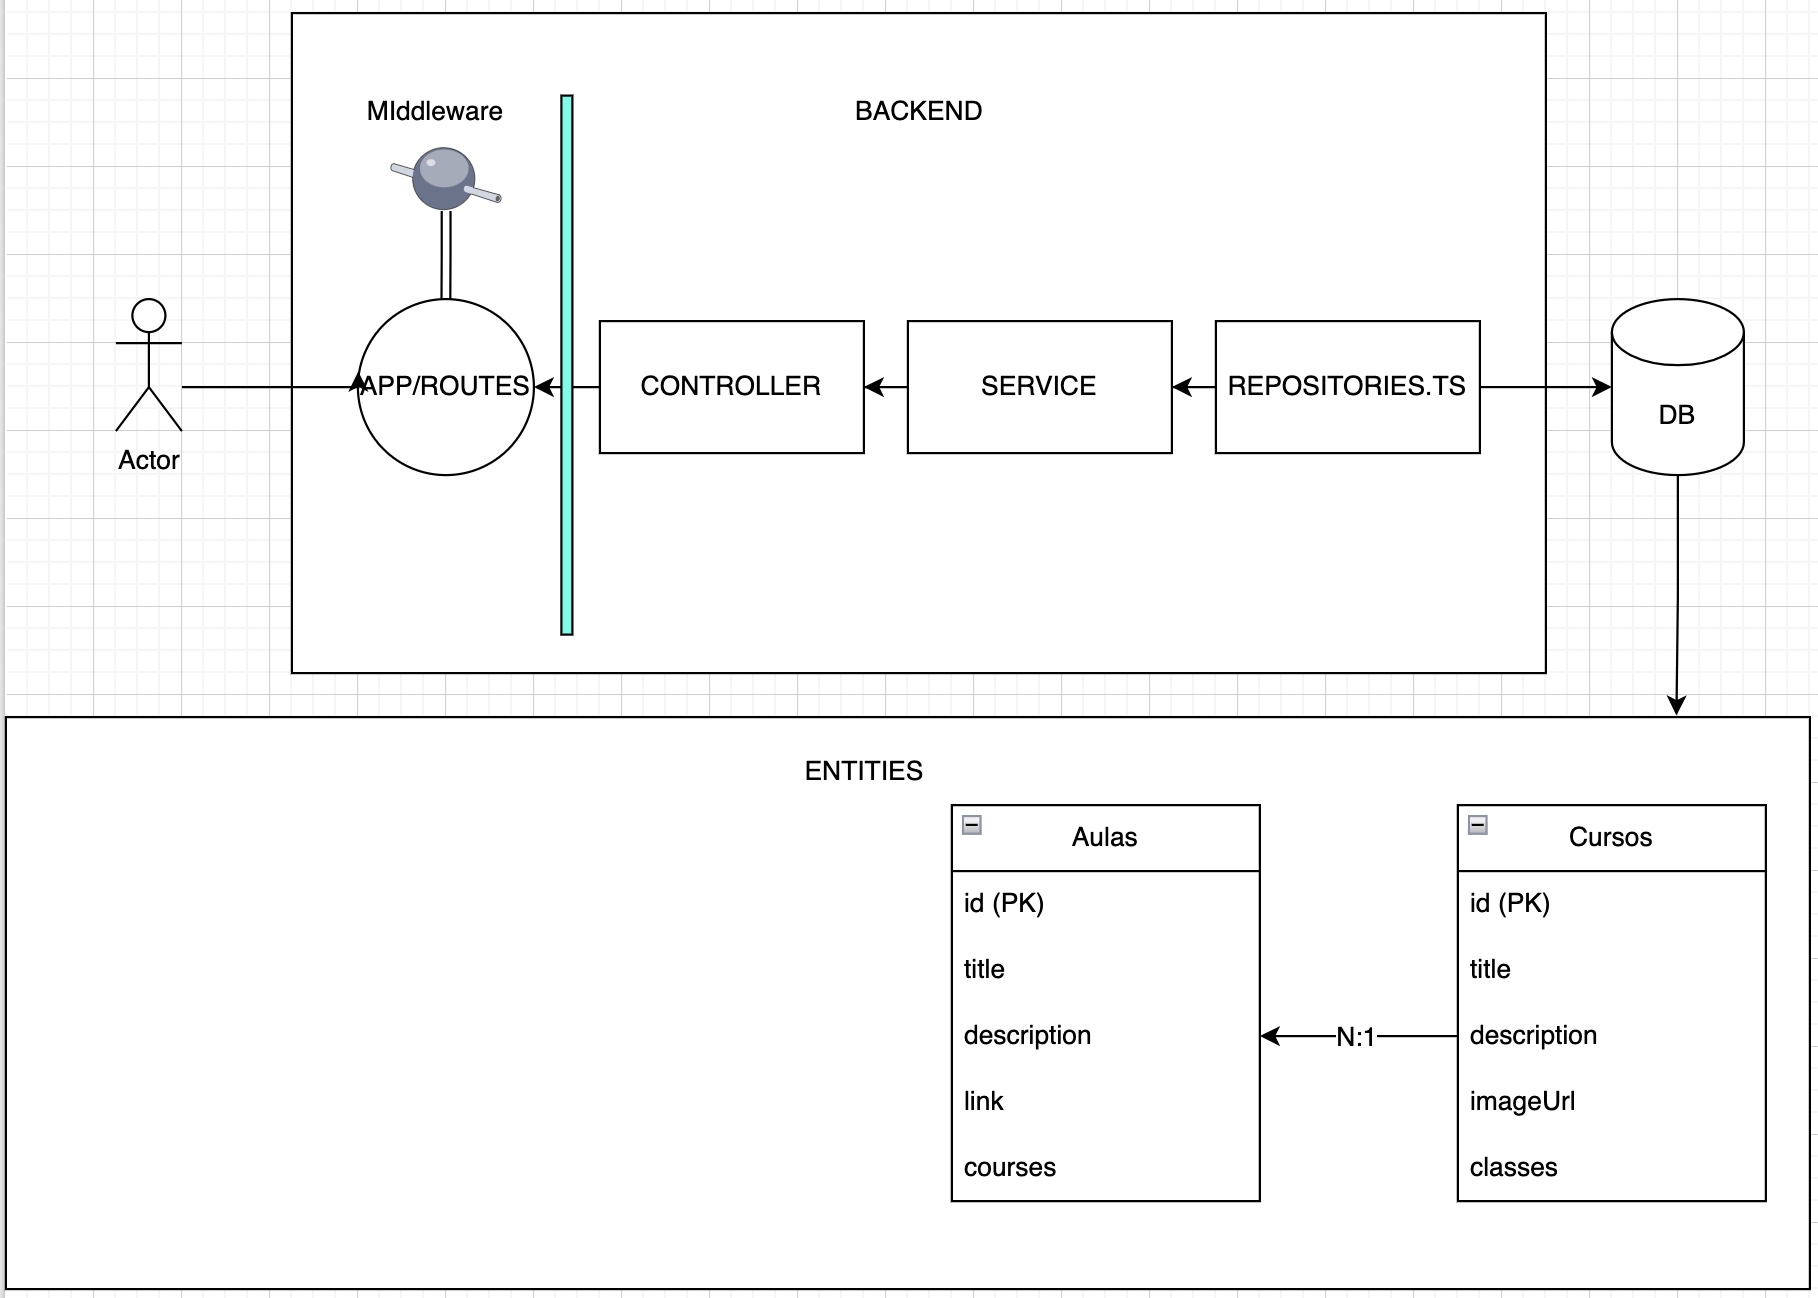 MIddleware
BACKEND
Actor
APP/ROUTES
CONTROLLER
SERVICE
REPOSITORIES.TS
DB
ENTITIES
Aulas
id (PK)
title
description
link
courses
N:1
Cursos
id (PK)
title
description
imageUrl
classes